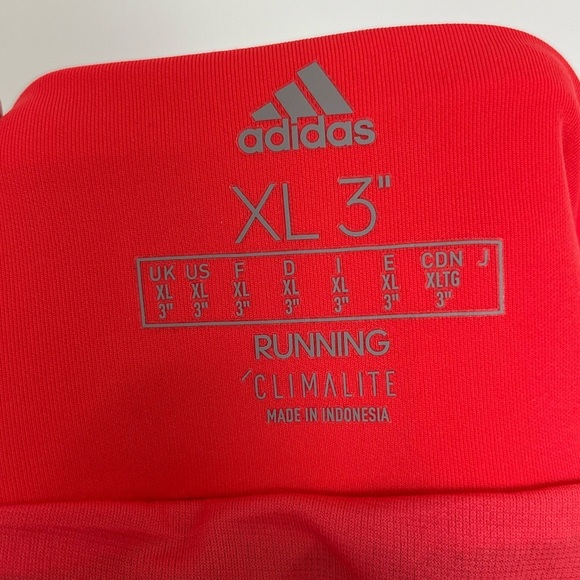 adidas
XL 3"
UK US F D I E CDN J
XL XL XL XL XL XL XLTG
3" 3" 3" 3" 3" 3" 3"
RUNNING
CLIMALITE
MADE IN INDONESIA